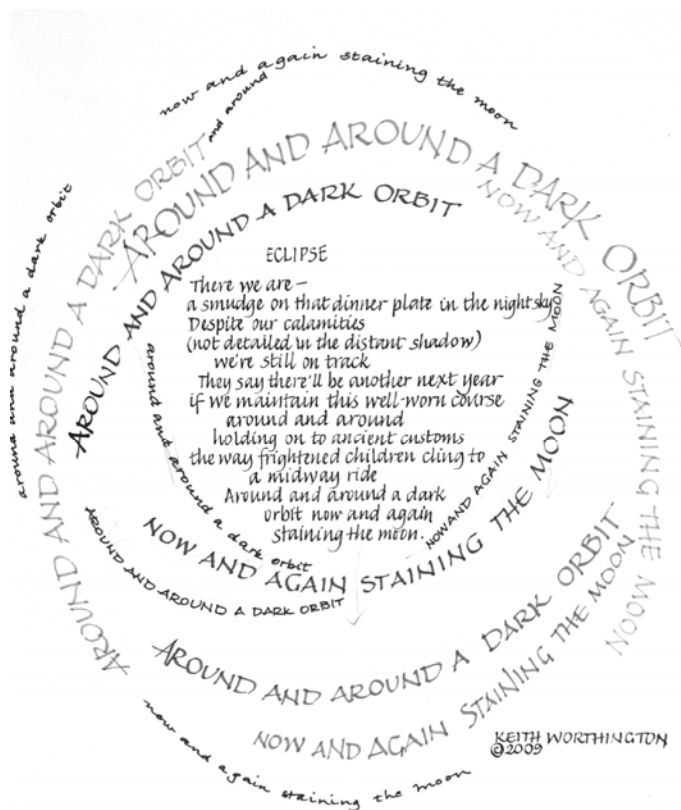 now and again staining the moon
and around
AROUND AND AROUND A DARK ORBIT
AROUND AND AROUND A DARK ORBIT
NOW AND AGAIN STAINING THE MOON
AROUND AND AROUND A DARK ORBIT
around and around a dark orbit
AROUND AND AROUND A DARK ORBIT
ECLIPSE
There we are –
a smudge on that dinner plate in the night sky
Despite our calamities
(not detailed in the distant shadow)
we're still on track
They say there'll be another next year
if we maintain this well-worn course
around and around
holding on to ancient customs
the way frightened children cling to
a midway ride
Around and around a dark
orbit now and again
staining the moon.
around and around a dark orbit
NOW AND AGAIN STAINING THE MOON
NOW AND AGAIN STAINING THE MOON
AROUND AND AROUND A DARK ORBIT
AROUND AND AROUND A DARK ORBIT
NOW AND AGAIN STAINING THE MOON
now and again staining the moon
KEITH WORTHINGTON
©2009